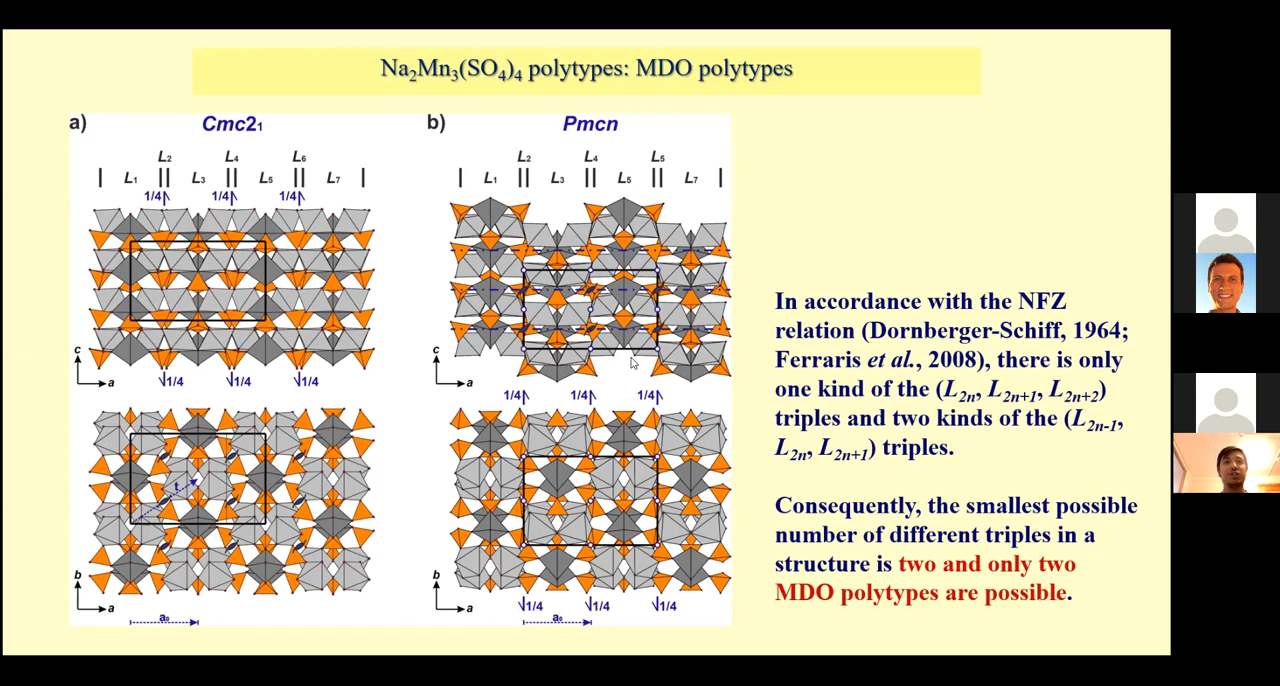 Na2Mn3(SO4)4 polytypes: MDO polytypes
a) Cmc21
L2 L4 L6
L1 L3 L5 L7
1/4 1/4 1/4
c
a
1/4 1/4 1/4
t
b
a
a0
b) Pmcn
L2 L4 L5
L1 L3 L5 L7
c
a
1/4 1/4 1/4
b
a
1/4 1/4 1/4
a0
In accordance with the NFZ
relation (Dornberger-Schiff, 1964;
Ferraris et al., 2008), there is only
one kind of the (L2n, L2n+1, L2n+2)
triples and two kinds of the (L2n-1,
L2n, L2n+1) triples.
Consequently, the smallest possible
number of different triples in a
structure is two and only two
MDO polytypes are possible.